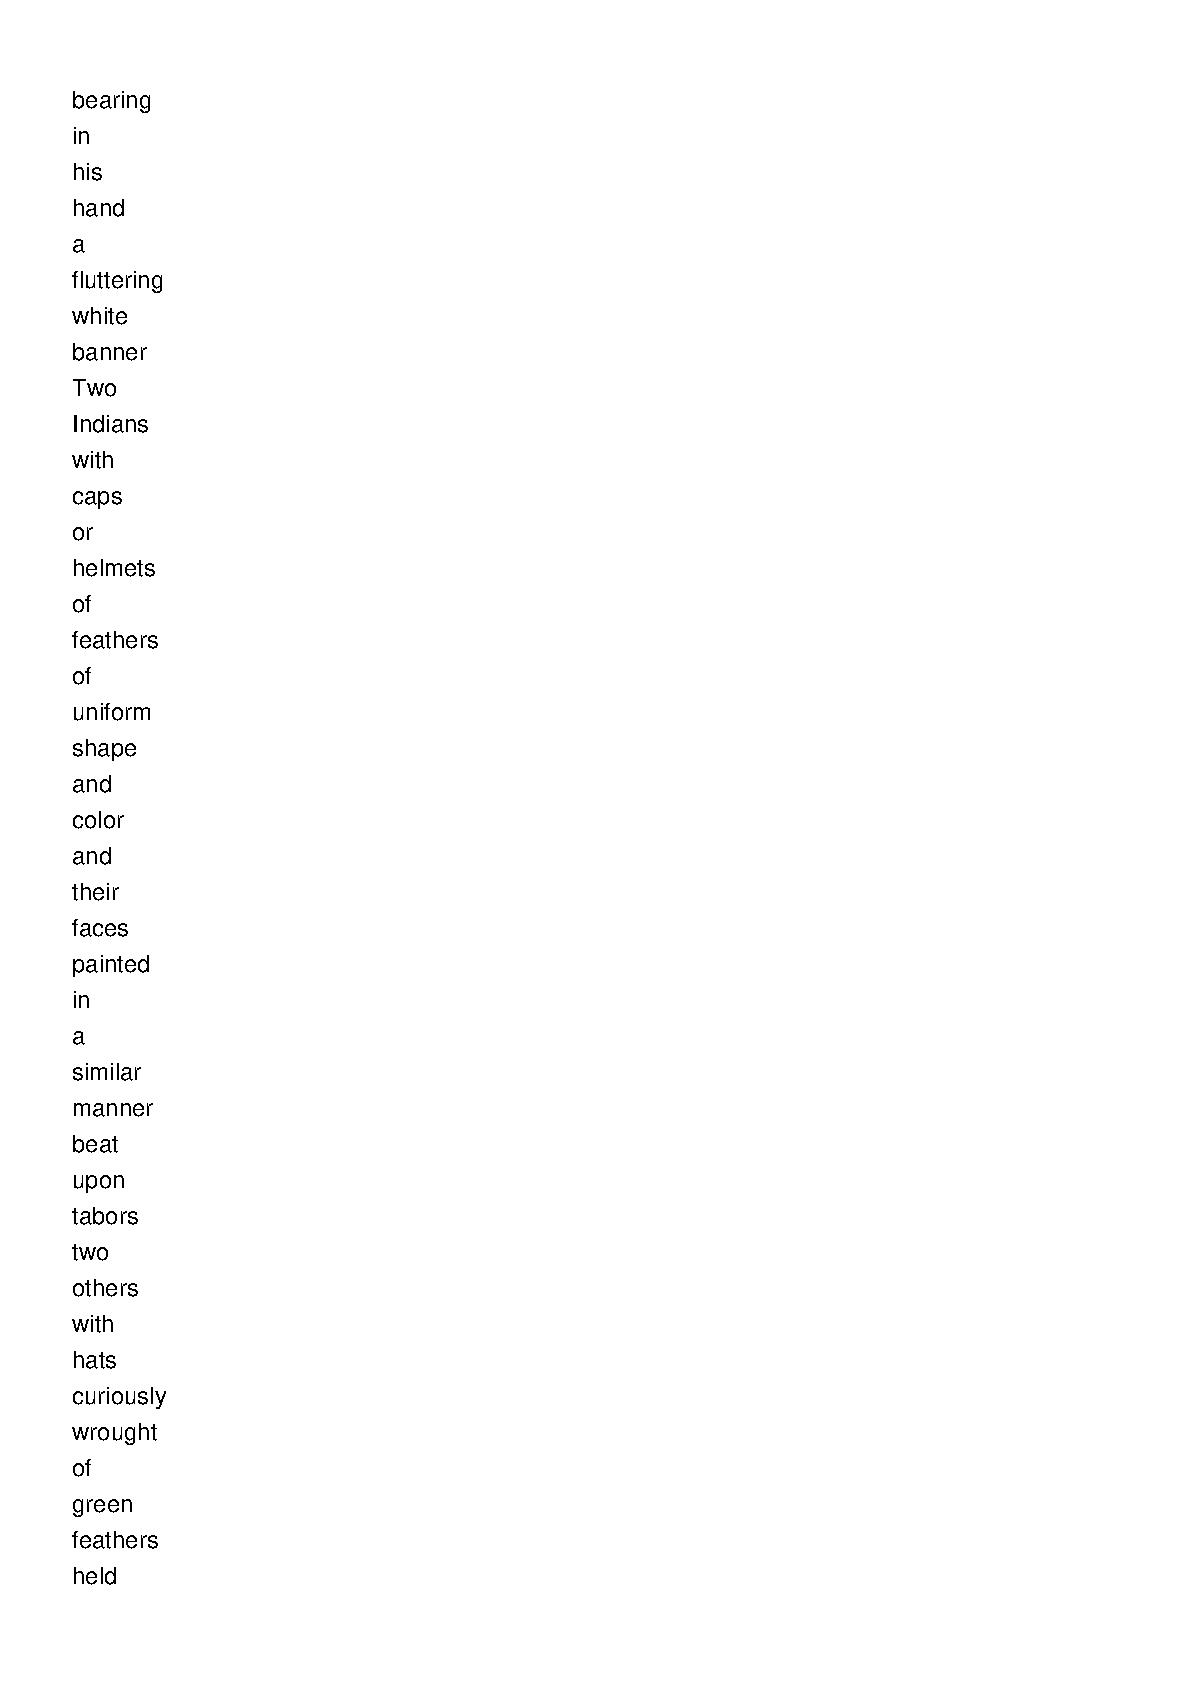 bearing
in
his
hand
a
fluttering
white
banner
Two
Indians
with
caps
or
helmets
of
feathers
of
uniform
shape
and
color
and
their
faces
painted
in
a
similar
manner
beat
upon
tabors
two
others
with
hats
curiously
wrought
of
green
feathers
held